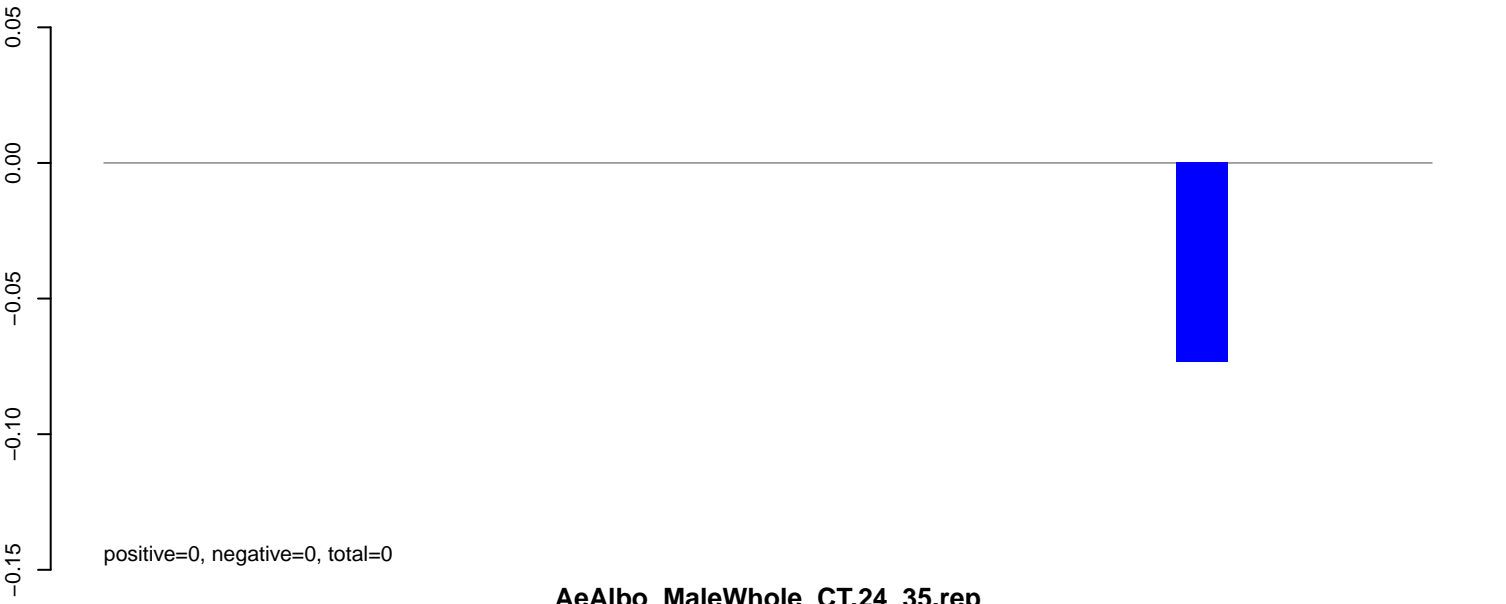 0.05
0.00
−0.05
−0.10
−0.15
positive=0, negative=0, total=0
AeAlbo_MaleWhole_CT.24_35.rep